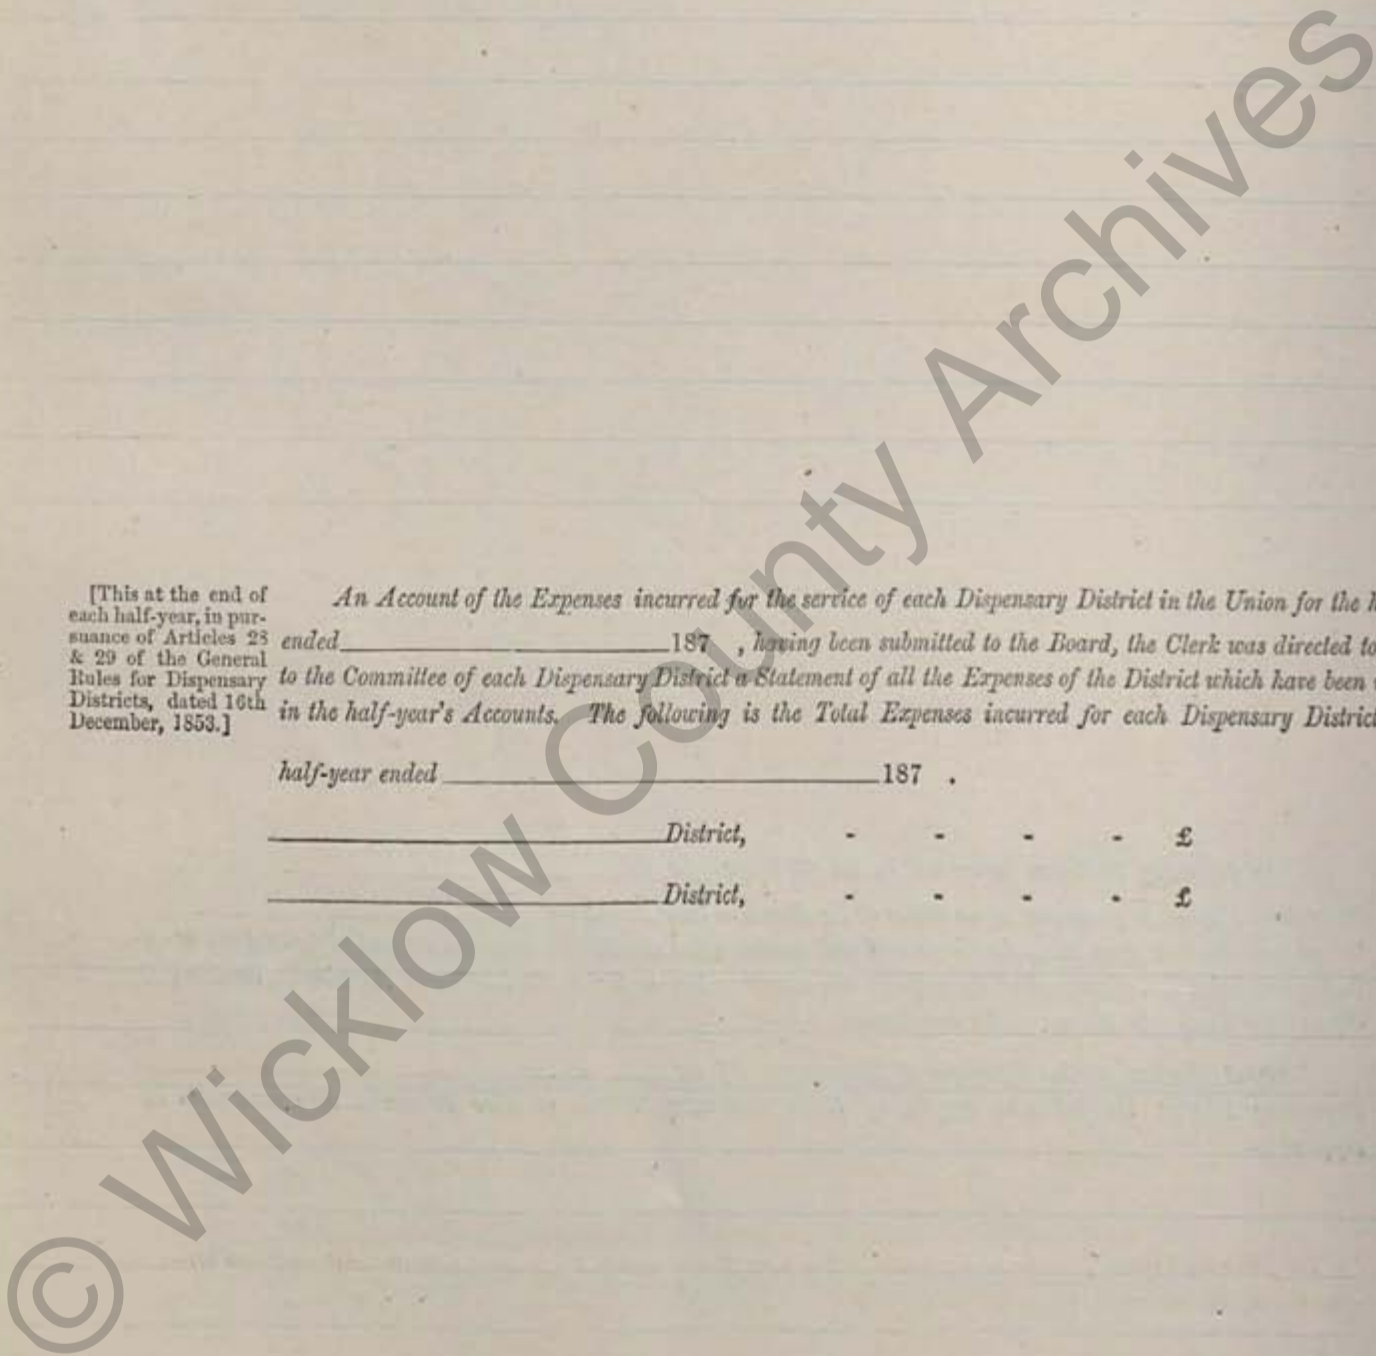 [This at the end of
each half-year, in pur-
suance of Articles 28
& 29 of the General
Rules for Dispensary
Districts, dated 16th
December, 1853.]
An Account of the Expenses incurred for the service of each Dispensary District in the Union for the h
ended 187 , having been submitted to the Board, the Clerk was directed to
to the Committee of each Dispensary District a Statement of all the Expenses of the District which have been
in the half-year's Accounts. The following is the Total Expenses incurred for each Dispensary District
half-year ended 187 .
District, - - - - £
District, - - - - £
© Wicklow County Archives